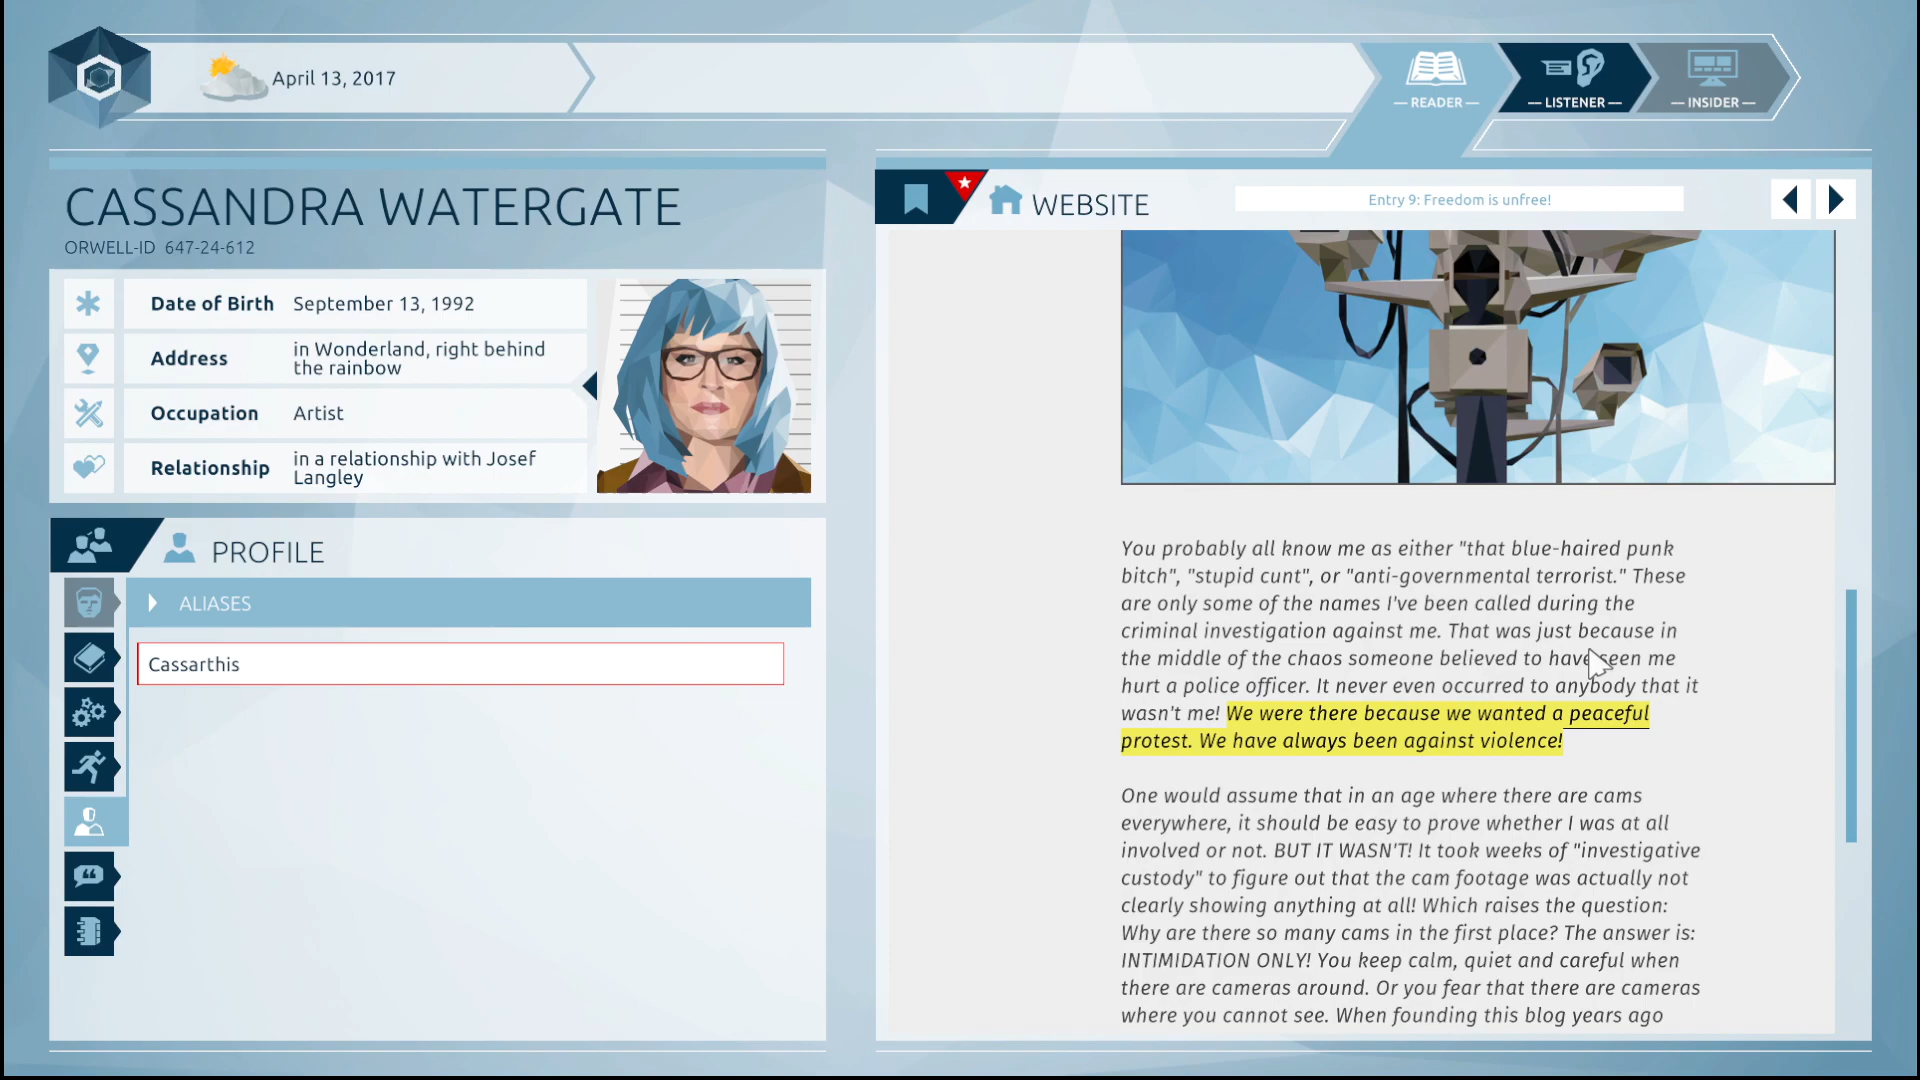 April 13, 2017
— READER —
— LISTENER —
— INSIDER —
CASSANDRA WATERGATE
ORWELL-ID 647-24-612
Date of Birth September 13, 1992
Address in Wonderland, right behind
the rainbow
Occupation Artist
Relationship in a relationship with Josef
Langley
PROFILE
ALIASES
Cassarthis
WEBSITE
Entry 9: Freedom is unfree!
You probably all know me as either "that blue-haired punk
bitch", "stupid cunt", or "anti-governmental terrorist." These
are only some of the names I've been called during the
criminal investigation against me. That was just because in
the middle of the chaos someone believed to have seen me
hurt a police officer. It never even occurred to anybody that it
wasn't me! We were there because we wanted a peaceful
protest. We have always been against violence!
One would assume that in an age where there are cams
everywhere, it should be easy to prove whether I was at all
involved or not. BUT IT WASN'T! It took weeks of "investigative
custody" to figure out that the cam footage was actually not
clearly showing anything at all! Which raises the question:
Why are there so many cams in the first place? The answer is:
INTIMIDATION ONLY! You keep calm, quiet and careful when
there are cameras around. Or you fear that there are cameras
where you cannot see. When founding this blog years ago